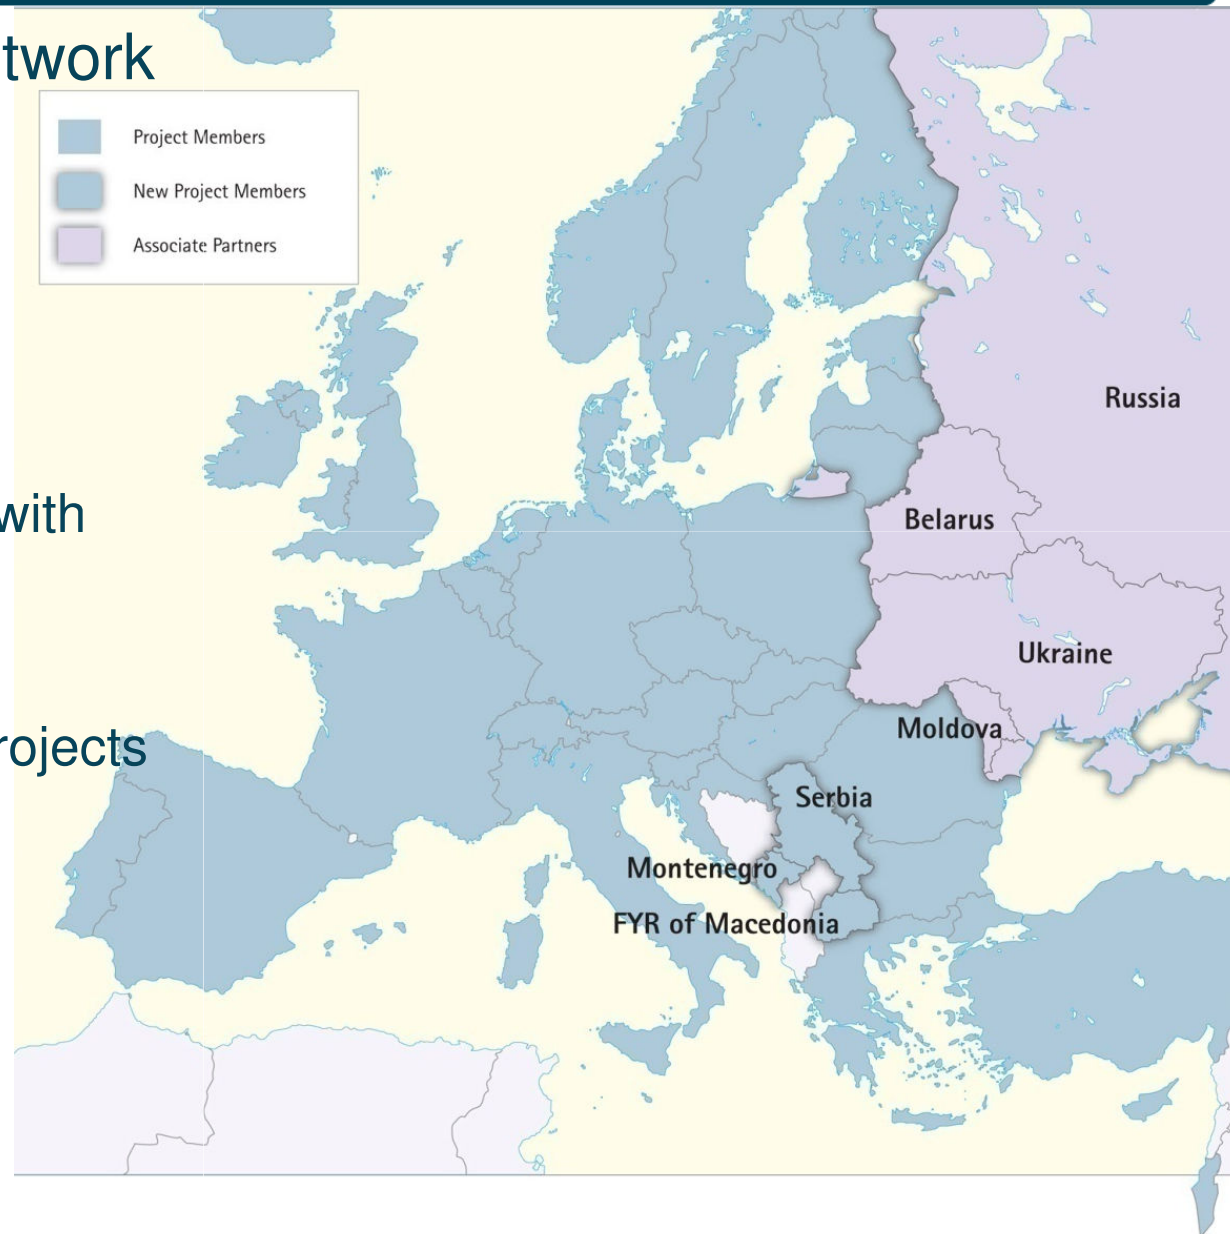 twork
Project Members
New Project Members
Associate Partners
Russia
with
Belarus
Ukraine
Moldova
rojects
Serbia
Montenegro
FYR of Macedonia